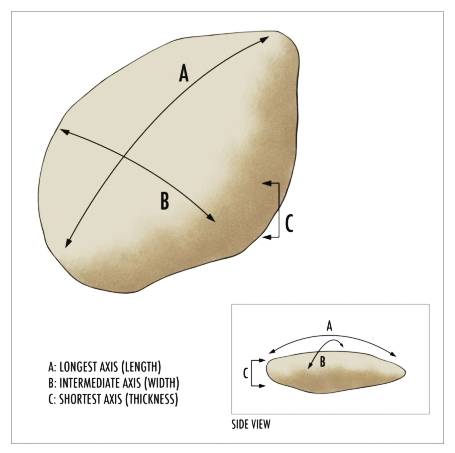 A
B
C
A
B
C
A: LONGEST AXIS (LENGTH)
B: INTERMEDIATE AXIS (WIDTH)
C: SHORTEST AXIS (THICKNESS)
SIDE VIEW